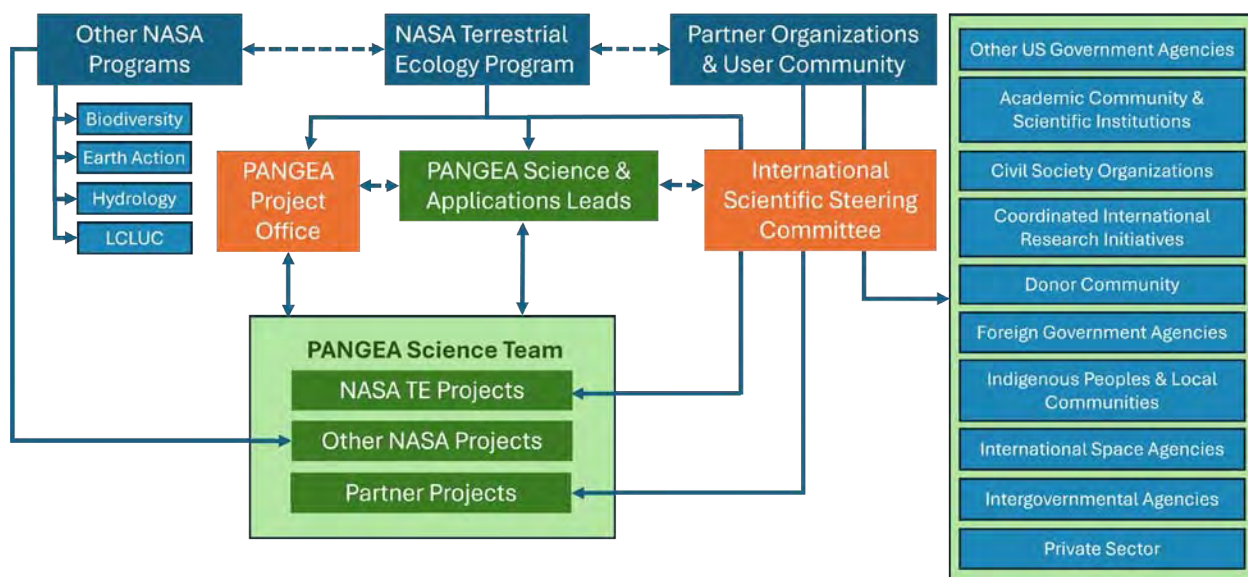 Other NASA
Programs
NASA Terrestrial
Ecology Program
Partner Organizations
& User Community
Biodiversity
Earth Action
Hydrology
LCLUC
PANGEA
Project
Office
PANGEA Science &
Applications Leads
International
Scientific Steering
Committee
PANGEA Science Team
NASA TE Projects
Other NASA Projects
Partner Projects
Other US Government Agencies
Academic Community &
Scientific Institutions
Civil Society Organizations
Coordinated International
Research Initiatives
Donor Community
Foreign Government Agencies
Indigenous Peoples & Local
Communities
International Space Agencies
Intergovernmental Agencies
Private Sector